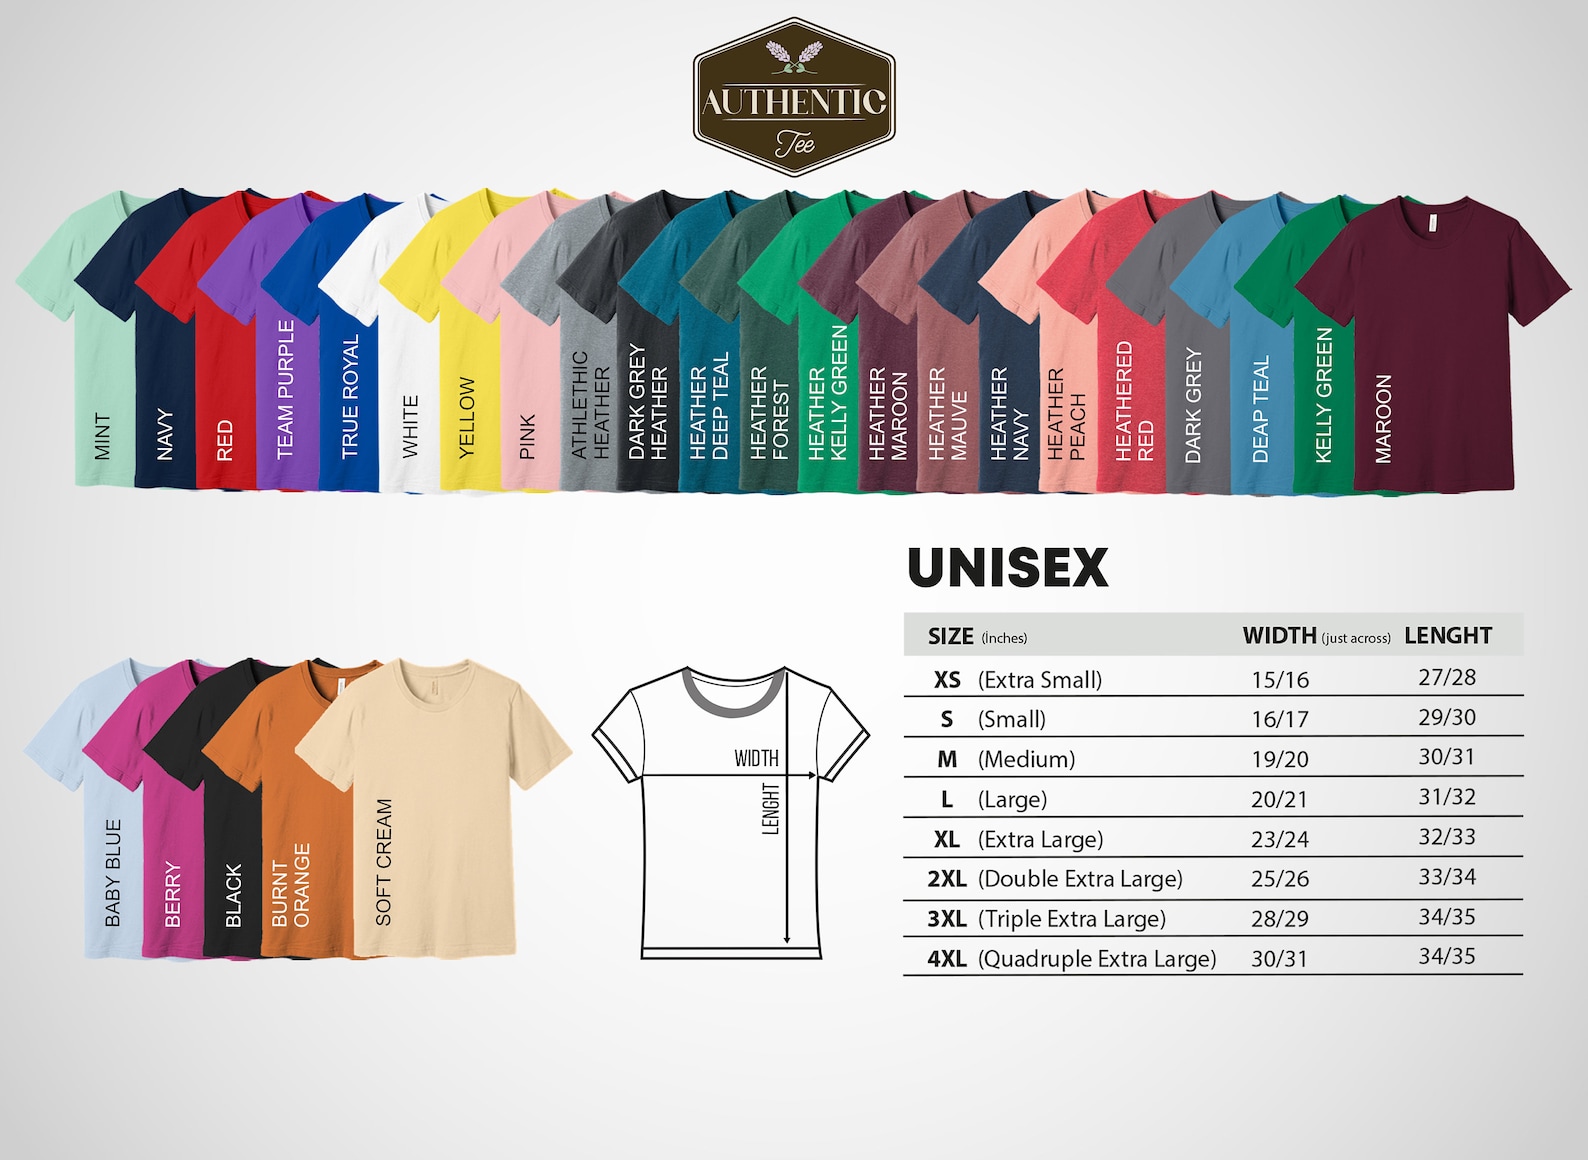 AUTHENTIC
Tee
MINT
NAVY
RED
TEAM PURPLE
TRUE ROYAL
WHITE
YELLOW
PINK
ATHLETHIC
HEATHER
DARK GREY
HEATHER
HEATHER
DEEP TEAL
HEATHER
FOREST
HEATHER
KELLY GREEN
HEATHER
MAROON
HEATHER
MAUVE
HEATHER
NAVY
HEATHER
PEACH
HEATHERED
RED
DARK GREY
DEAP TEAL
KELLY GREEN
MAROON
BABY BLUE
BERRY
BLACK
BURNT
ORANGE
SOFT CREAM
WIDTH
LENGHT
UNISEX
SIZE (inches) WIDTH (just across) LENGHT
XS (Extra Small) 15/16 27/28
S (Small) 16/17 29/30
M (Medium) 19/20 30/31
L (Large) 20/21 31/32
XL (Extra Large) 23/24 32/33
2XL (Double Extra Large) 25/26 33/34
3XL (Triple Extra Large) 28/29 34/35
4XL (Quadruple Extra Large) 30/31 34/35